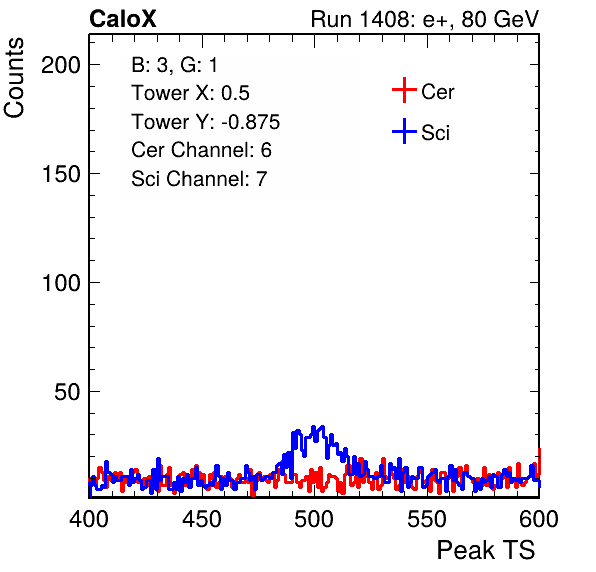 CaloX Run 1408: e+, 80 GeV
Counts
B: 3, G: 1
Tower X: 0.5
Tower Y: -0.875
Cer Channel: 6
Sci Channel: 7
Cer
Sci
200
150
100
50
400 450 500 550 600
Peak TS